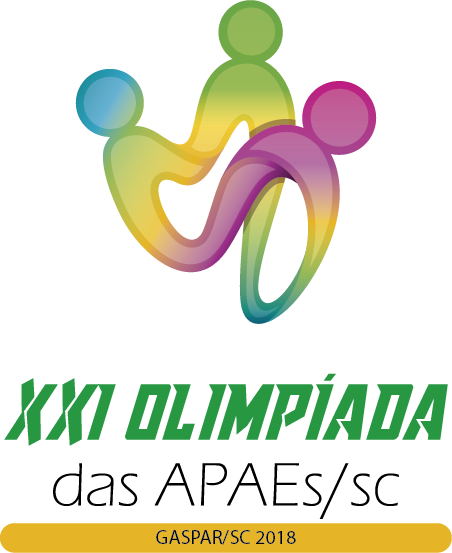 XXI OLIMPÍADA
das APAEs/sc
GASPAR/SC 2018